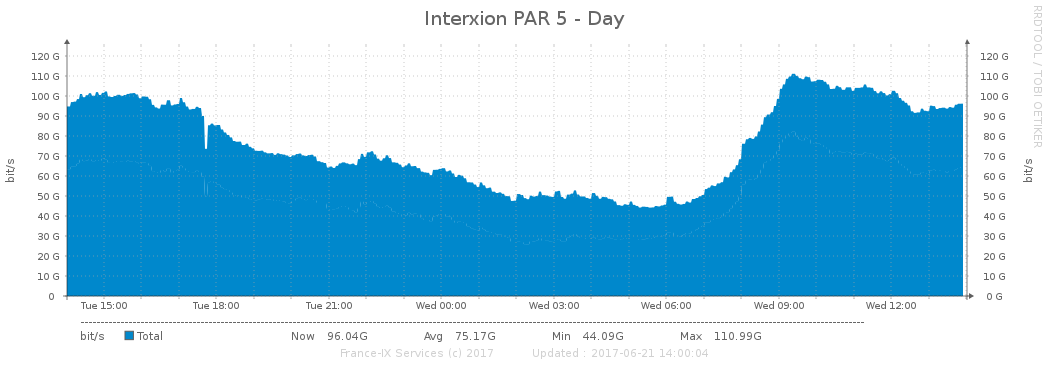 Interxion PAR 5 - Day
RRDTOOL / TOBI OETIKER
120 G 120 G
110 G 110 G
100 G 100 G
90 G 90 G
80 G 80 G
70 G 70 G
60 G 60 G
50 G 50 G
40 G 40 G
30 G 30 G
20 G 20 G
10 G 10 G
0 0 G
bit/s bit/s
Tue 15:00 Tue 18:00 Tue 21:00 Wed 00:00 Wed 03:00 Wed 06:00 Wed 09:00 Wed 12:00
bit/s Total Now 96.04G Avg 75.17G Min 44.09G Max 110.99G
France-IX Services (c) 2017 Updated : 2017-06-21 14:00:04